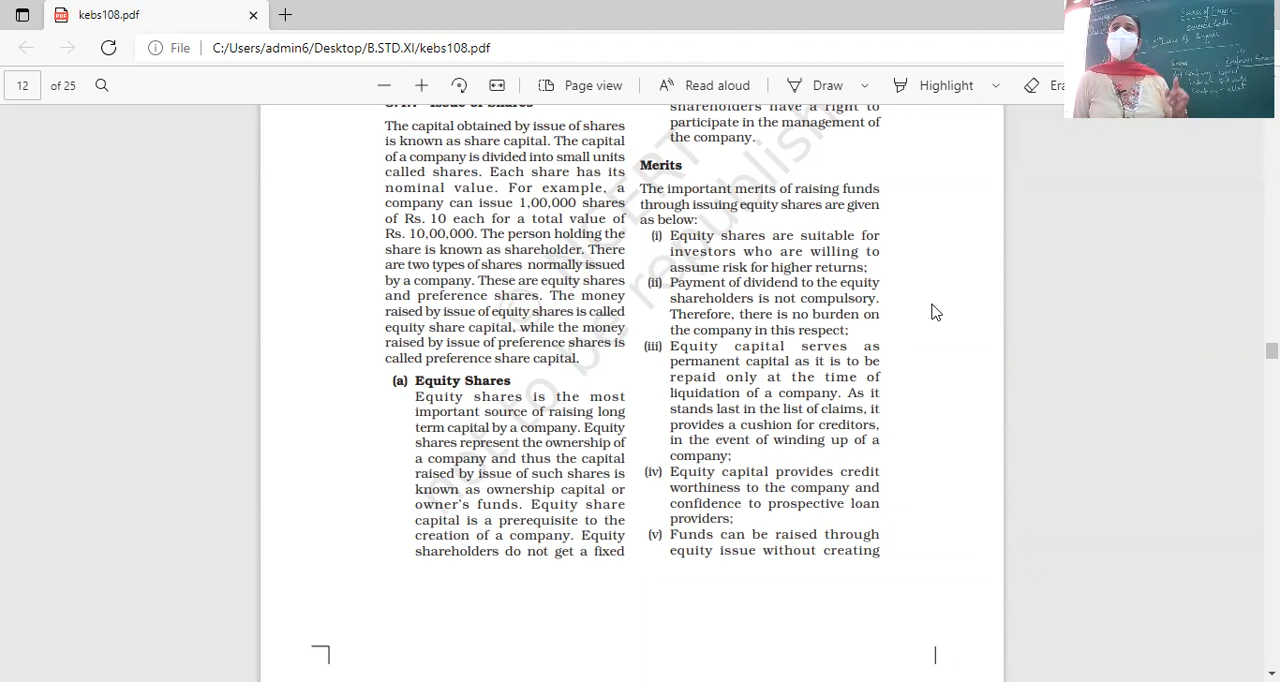 kebs108.pdf
File
C:/Users/admin6/Desktop/B.STD.XI/kebs108.pdf
12
of 25
Page view
Read aloud
Draw
Highlight
Sources of Finance
The capital obtained by issue of shares
is known as share capital. The capital
of a company is divided into small units
called shares. Each share has its
nominal value. For example, a
company can issue 1,00,000 shares
of Rs. 10 each for a total value of
Rs. 10,00,000. The person holding the
share is known as shareholder. There
are two types of shares normally issued
by a company. These are equity shares
and preference shares. The money
raised by issue of equity shares is called
equity share capital, while the money
raised by issue of preference shares is
called preference share capital.
(a) Equity Shares
Equity shares is the most
important source of raising long
term capital by a company. Equity
shares represent the ownership of
a company and thus the capital
raised by issue of such shares is
known as ownership capital or
owner's funds. Equity share
capital is a prerequisite to the
creation of a company. Equity
shareholders do not get a fixed
shareholders have a right to
participate in the management of
the company.
Merits
The important merits of raising funds
through issuing equity shares are given
as below:
(i) Equity shares are suitable for
investors who are willing to
assume risk for higher returns;
(ii) Payment of dividend to the equity
shareholders is not compulsory.
Therefore, there is no burden on
the company in this respect;
(iii) Equity capital serves as
permanent capital as it is to be
repaid only at the time of
liquidation of a company. As it
stands last in the list of claims, it
provides a cushion for creditors,
in the event of winding up of a
company;
(iv) Equity capital provides credit
worthiness to the company and
confidence to prospective loan
providers;
(v) Funds can be raised through
equity issue without creating
© NCERT
not to be republish